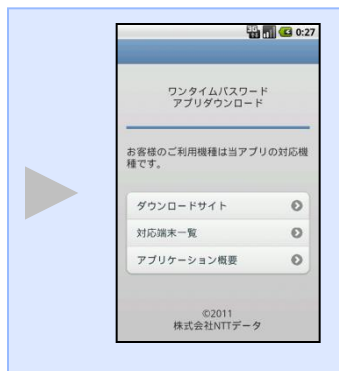 3G 0:27
ワンタイムパスワード
アプリダウンロード
お客様のご利用機種は当アプリの対応機
種です。
ダウンロードサイト
対応端末一覧
アプリケーション概要
©2011
株式会社NTTデータ